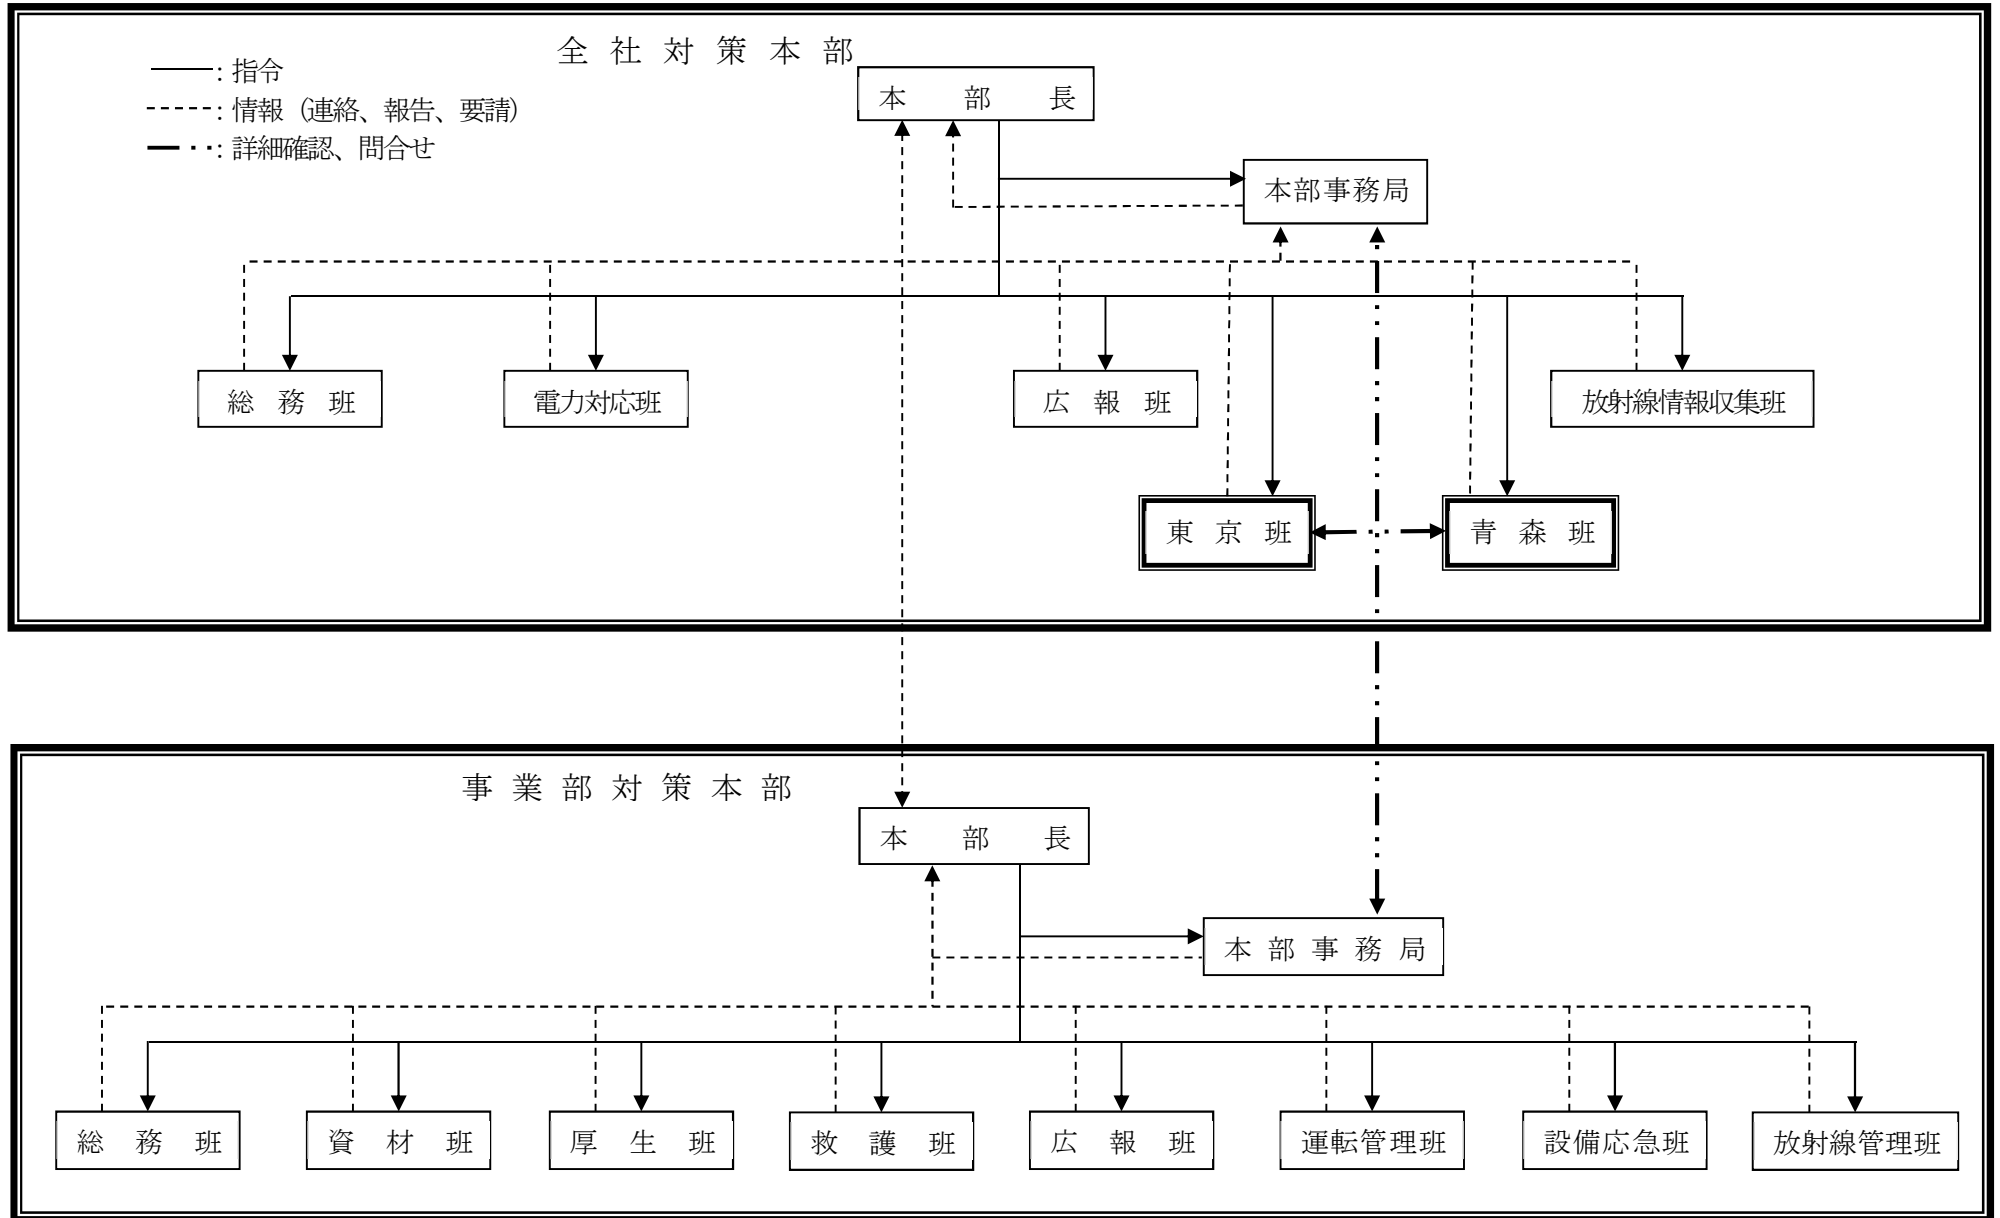 全社対策本部
: 指令
: 情報（連絡、報告、要請）
: 詳細確認、問合せ
本部長
本部事務局
総務班
電力対応班
広報班
放射線情報収集班
東京班
青森班
事業部対策本部
本部長
本部事務局
総務班
資材班
厚生班
救護班
広報班
運転管理班
設備応急班
放射線管理班